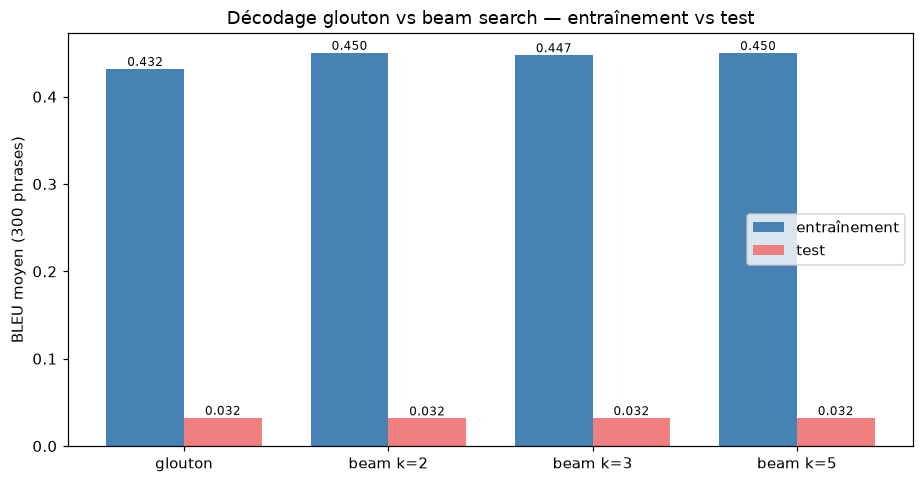 Décodage glouton vs beam search — entraînement vs test
BLEU moyen (300 phrases)
0.4
0.3
0.2
0.1
0.0
0.432
0.032
0.450
0.032
0.447
0.032
0.450
0.032
entraînement
test
glouton
beam k=2
beam k=3
beam k=5